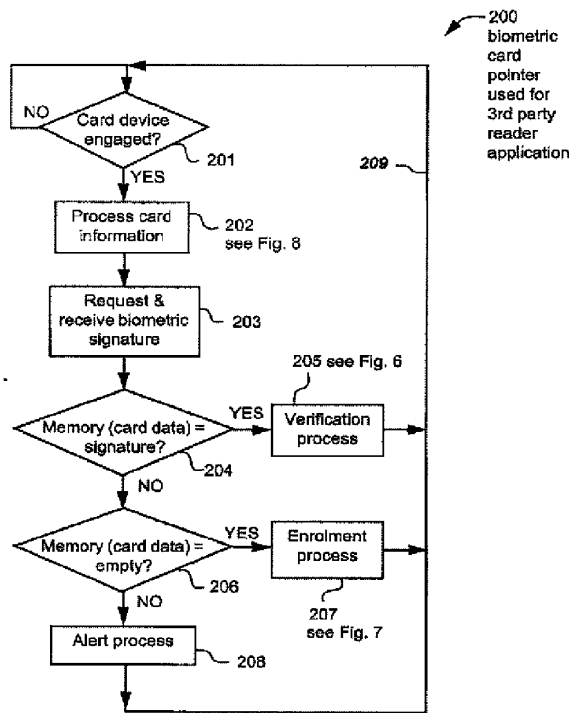 200
biometric
card
pointer
used for
3rd party
reader
application
NO
Card device
engaged?
201
209
YES
Process card
information
202
see Fig. 8
Request &
receive biometric
signature
203
205 see Fig. 6
Memory (card data) =
signature?
YES
Verification
process
204
NO
Memory (card data) =
empty?
YES
Enrolment
process
206
NO
207
see Fig. 7
Alert process
208